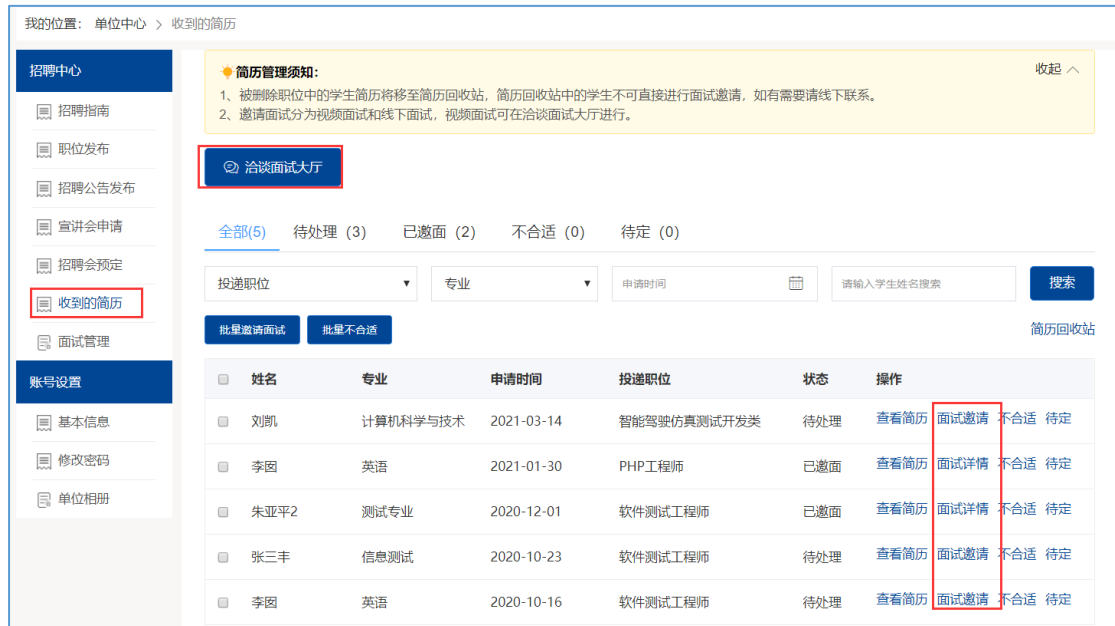 我的位置： 单位中心 > 收到的简历
招聘中心
招聘指南
职位发布
招聘公告发布
宣讲会申请
招聘会预定
收到的简历
面试管理
账号设置
基本信息
修改密码
单位相册
简历管理须知：
收起
1、被删除职位中的学生简历将移至简历回收站，简历回收站中的学生不可直接进行面试邀请，如有需要请线下联系。
2、邀请面试分为视频面试和线下面试，视频面试可在洽谈面试大厅进行。
洽谈面试大厅
全部(5) 待处理（3） 已邀面（2） 不合适（0） 待定（0）
投递职位 专业 申请时间 请输入学生姓名搜索 搜索
批量邀请面试 批量不合适 简历回收站
姓名 专业 申请时间 投递职位 状态 操作
刘凯 计算机科学与技术 2021-03-14 智能驾驶仿真测试开发类 待处理 查看简历 面试邀请 不合适 待定
李囡 英语 2021-01-30 PHP工程师 已邀面 查看简历 面试详情 不合适 待定
朱亚平2 测试专业 2020-12-01 软件测试工程师 已邀面 查看简历 面试详情 不合适 待定
张三丰 信息测试 2020-10-23 软件测试工程师 待处理 查看简历 面试邀请 不合适 待定
李囡 英语 2020-10-16 软件测试工程师 待处理 查看简历 面试邀请 不合适 待定